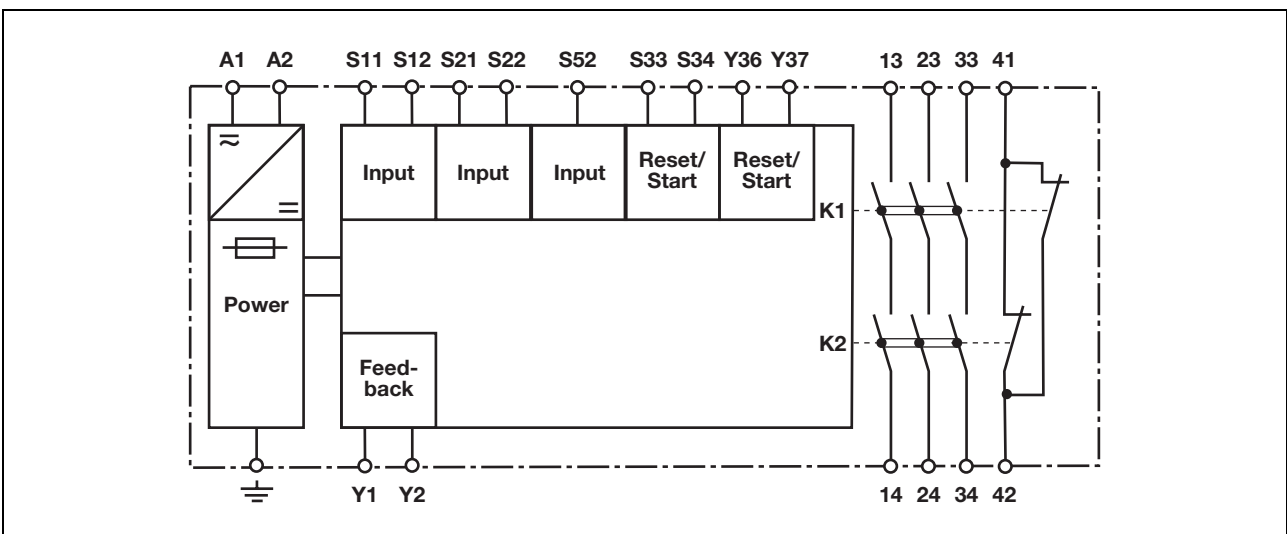 A1 A2 S11 S12 S21 S22 S52 S33 S34 Y36 Y37 13 23 33 41
Input Input Input Reset/ Reset/
Start Start
K1
Power
K2
Feed-
back
Y1 Y2 14 24 34 42